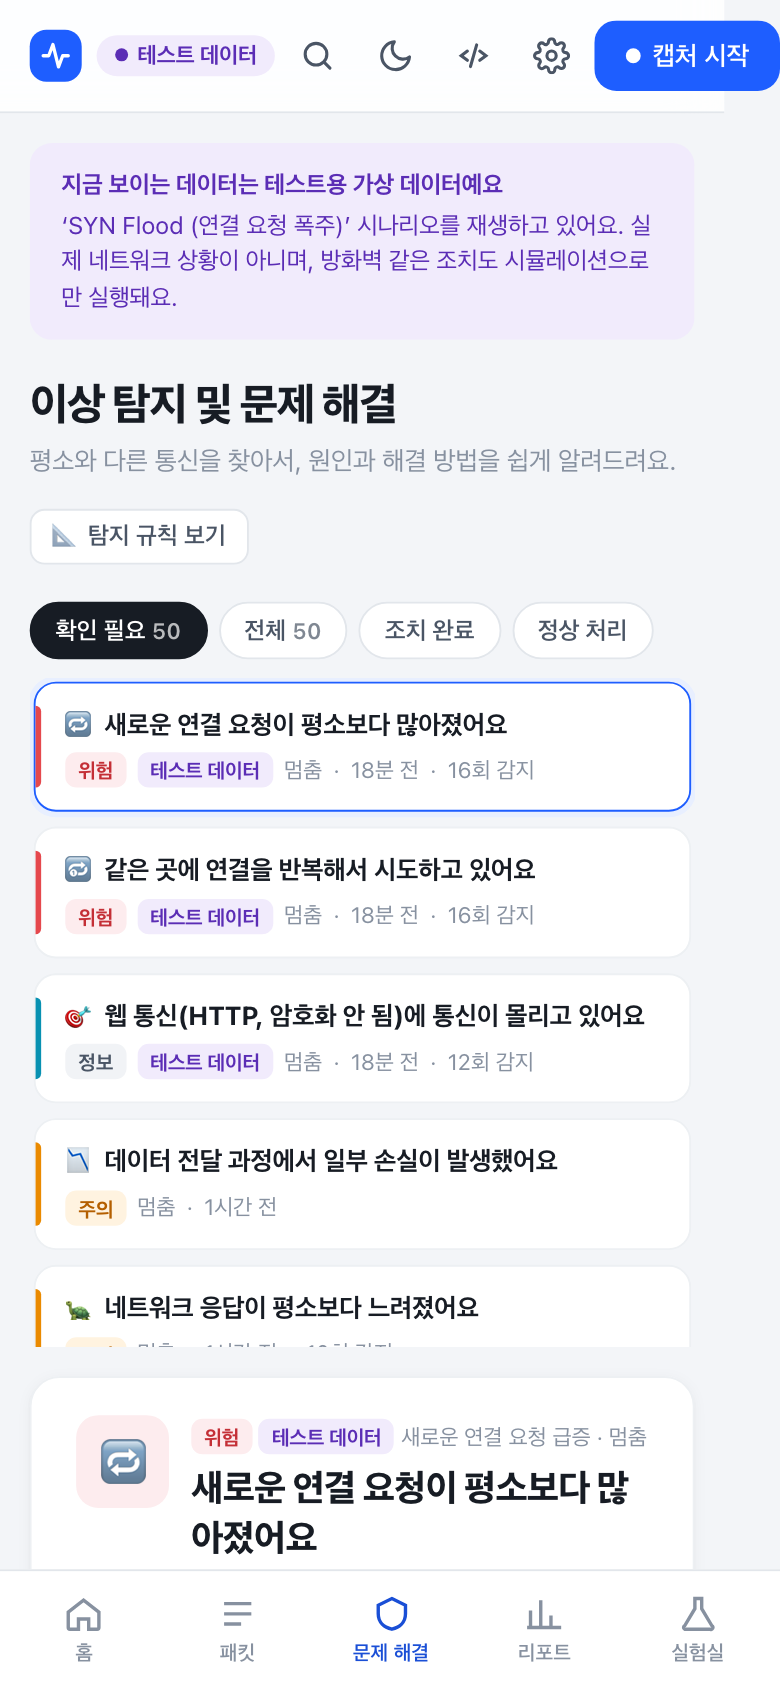 테스트 데이터
캡처 시작
지금 보이는 데이터는 테스트용 가상 데이터예요
‘SYN Flood (연결 요청 폭주)’ 시나리오를 재생하고 있어요. 실
제 네트워크 상황이 아니며, 방화벽 같은 조치도 시뮬레이션으로
만 실행돼요.
이상 탐지 및 문제 해결
평소와 다른 통신을 찾아서, 원인과 해결 방법을 쉽게 알려드려요.
탐지 규칙 보기
확인 필요 50 전체 50 조치 완료 정상 처리
새로운 연결 요청이 평소보다 많아졌어요
위험 테스트 데이터 멈춤 · 18분 전 · 16회 감지
같은 곳에 연결을 반복해서 시도하고 있어요
위험 테스트 데이터 멈춤 · 18분 전 · 16회 감지
웹 통신(HTTP, 암호화 안 됨)에 통신이 몰리고 있어요
정보 테스트 데이터 멈춤 · 18분 전 · 12회 감지
데이터 전달 과정에서 일부 손실이 발생했어요
주의 멈춤 · 1시간 전
네트워크 응답이 평소보다 느려졌어요
위험 테스트 데이터 새로운 연결 요청 급증 · 멈춤
새로운 연결 요청이 평소보다 많
아졌어요
홈 패킷 문제 해결 리포트 실험실